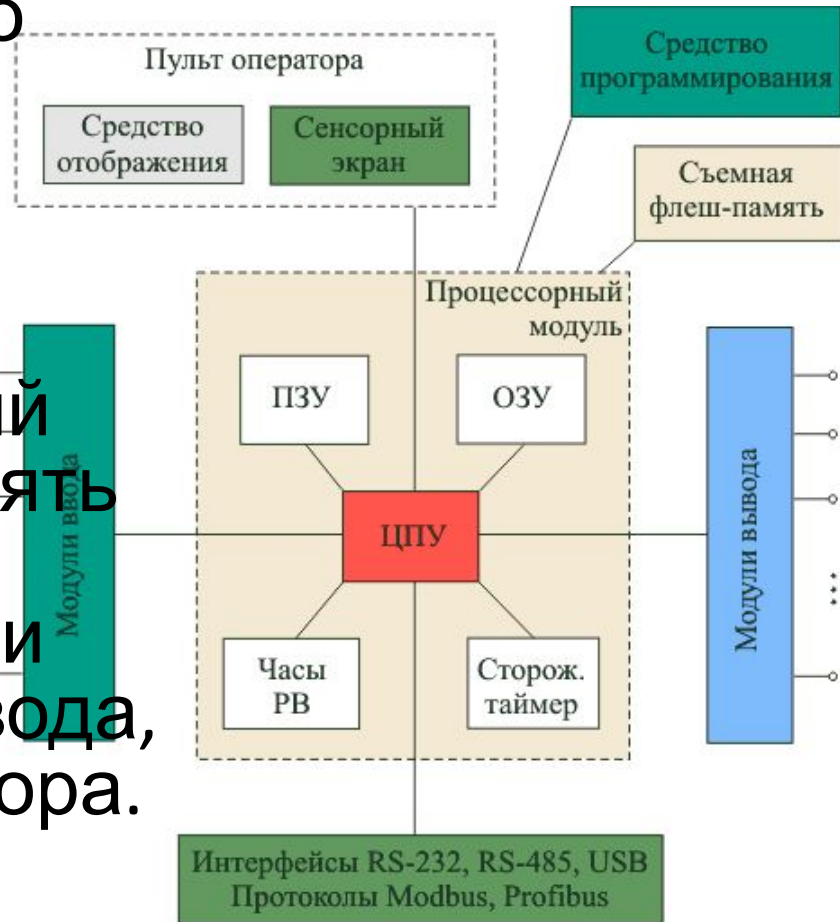 Пульт оператора
Средство
отображения
Сенсорный
экран
Средство
программирования
Съемная
флеш-память
Процессорный
модуль
ПЗУ
ОЗУ
ЦПУ
Часы
РВ
Сторож.
таймер
Модули ввода
Модули вывода
Интерфейсы RS-232, RS-485, USB
Протоколы Modbus, Profibus